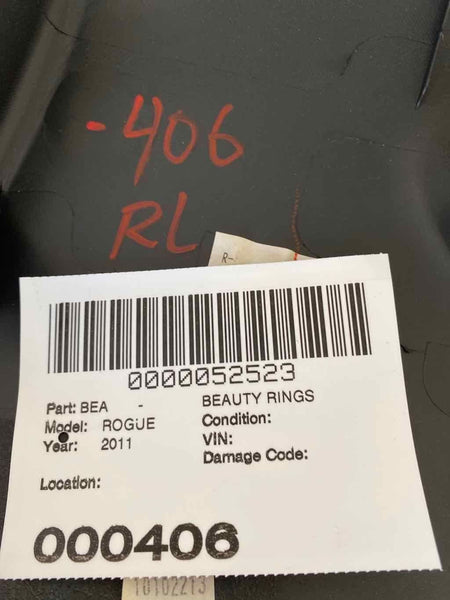 -406
RL
R-
0000052523
Part: BEA - BEAUTY RINGS
Model: ROGUE Condition:
Year: 2011 VIN:
Damage Code:
Location:
000406
10102213